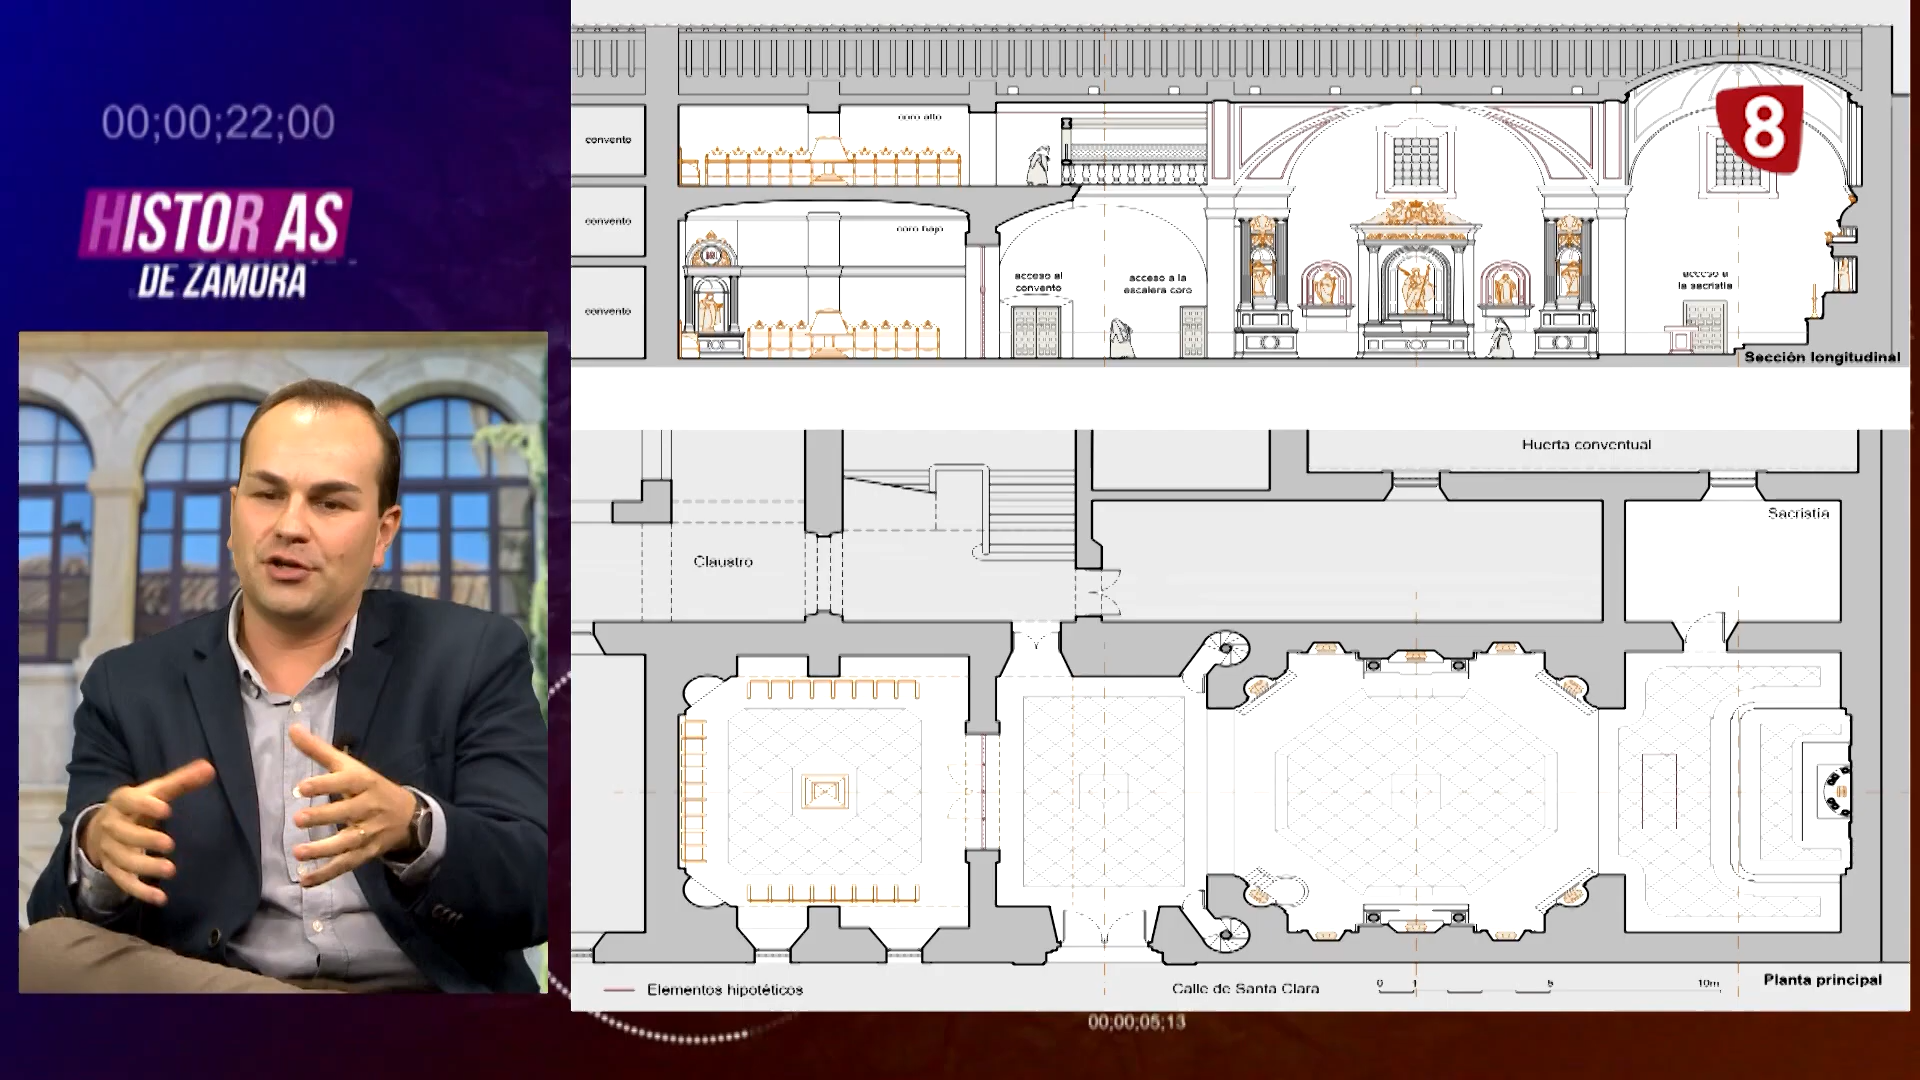 00;00;22;00
HISTOR AS
DE ZAMORA
8
convento
convento
convento
coro alto
coro bajo
acceso al
convento
acceso a la
escalera coro
acceso a
la sacristía
Sección longitudinal
Huerta conventual
Sacristía
Claustro
Elementos hipotéticos
Calle de Santa Clara
0 1 5 10m
Planta principal
00;00;05;13